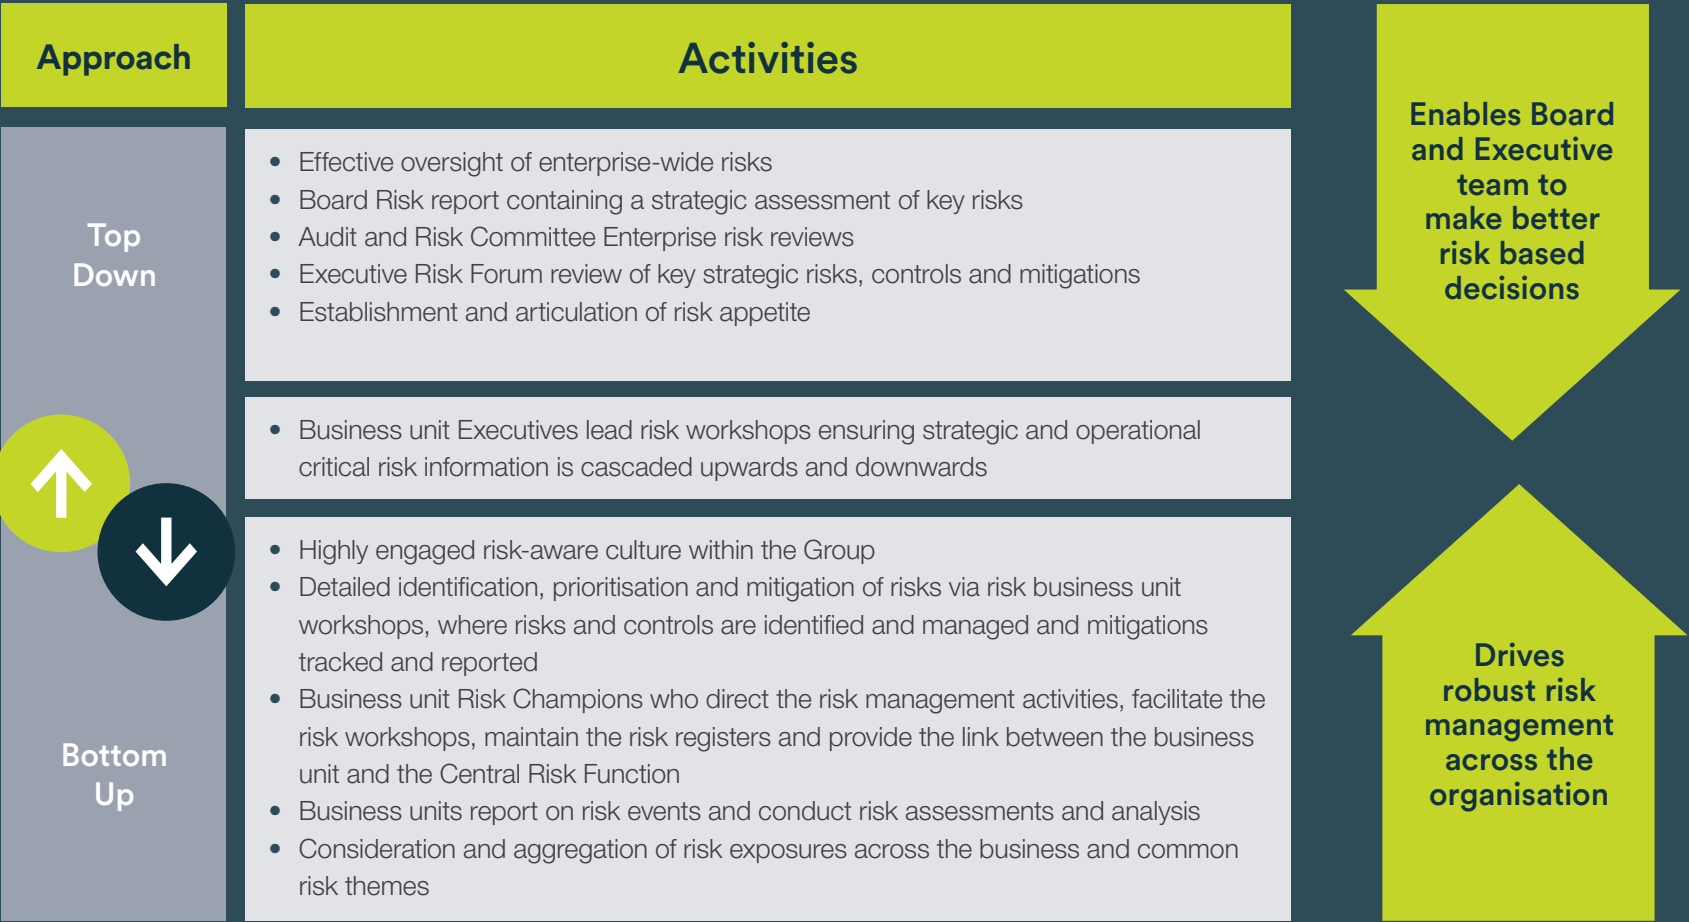 Approach
Activities
Top
Down
• Effective oversight of enterprise-wide risks
• Board Risk report containing a strategic assessment of key risks
• Audit and Risk Committee Enterprise risk reviews
• Executive Risk Forum review of key strategic risks, controls and mitigations
• Establishment and articulation of risk appetite
• Business unit Executives lead risk workshops ensuring strategic and operational
critical risk information is cascaded upwards and downwards
Bottom
Up
• Highly engaged risk-aware culture within the Group
• Detailed identification, prioritisation and mitigation of risks via risk business unit
workshops, where risks and controls are identified and managed and mitigations
tracked and reported
• Business unit Risk Champions who direct the risk management activities, facilitate the
risk workshops, maintain the risk registers and provide the link between the business
unit and the Central Risk Function
• Business units report on risk events and conduct risk assessments and analysis
• Consideration and aggregation of risk exposures across the business and common
risk themes
Enables Board
and Executive
team to
make better
risk based
decisions
Drives
robust risk
management
across the
organisation